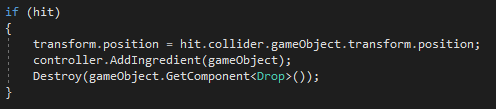 if (hit)
{
transform.position = hit.collider.gameObject.transform.position;
controller.AddIngredient(gameObject);
Destroy(gameObject.GetComponent<Drop>());
}